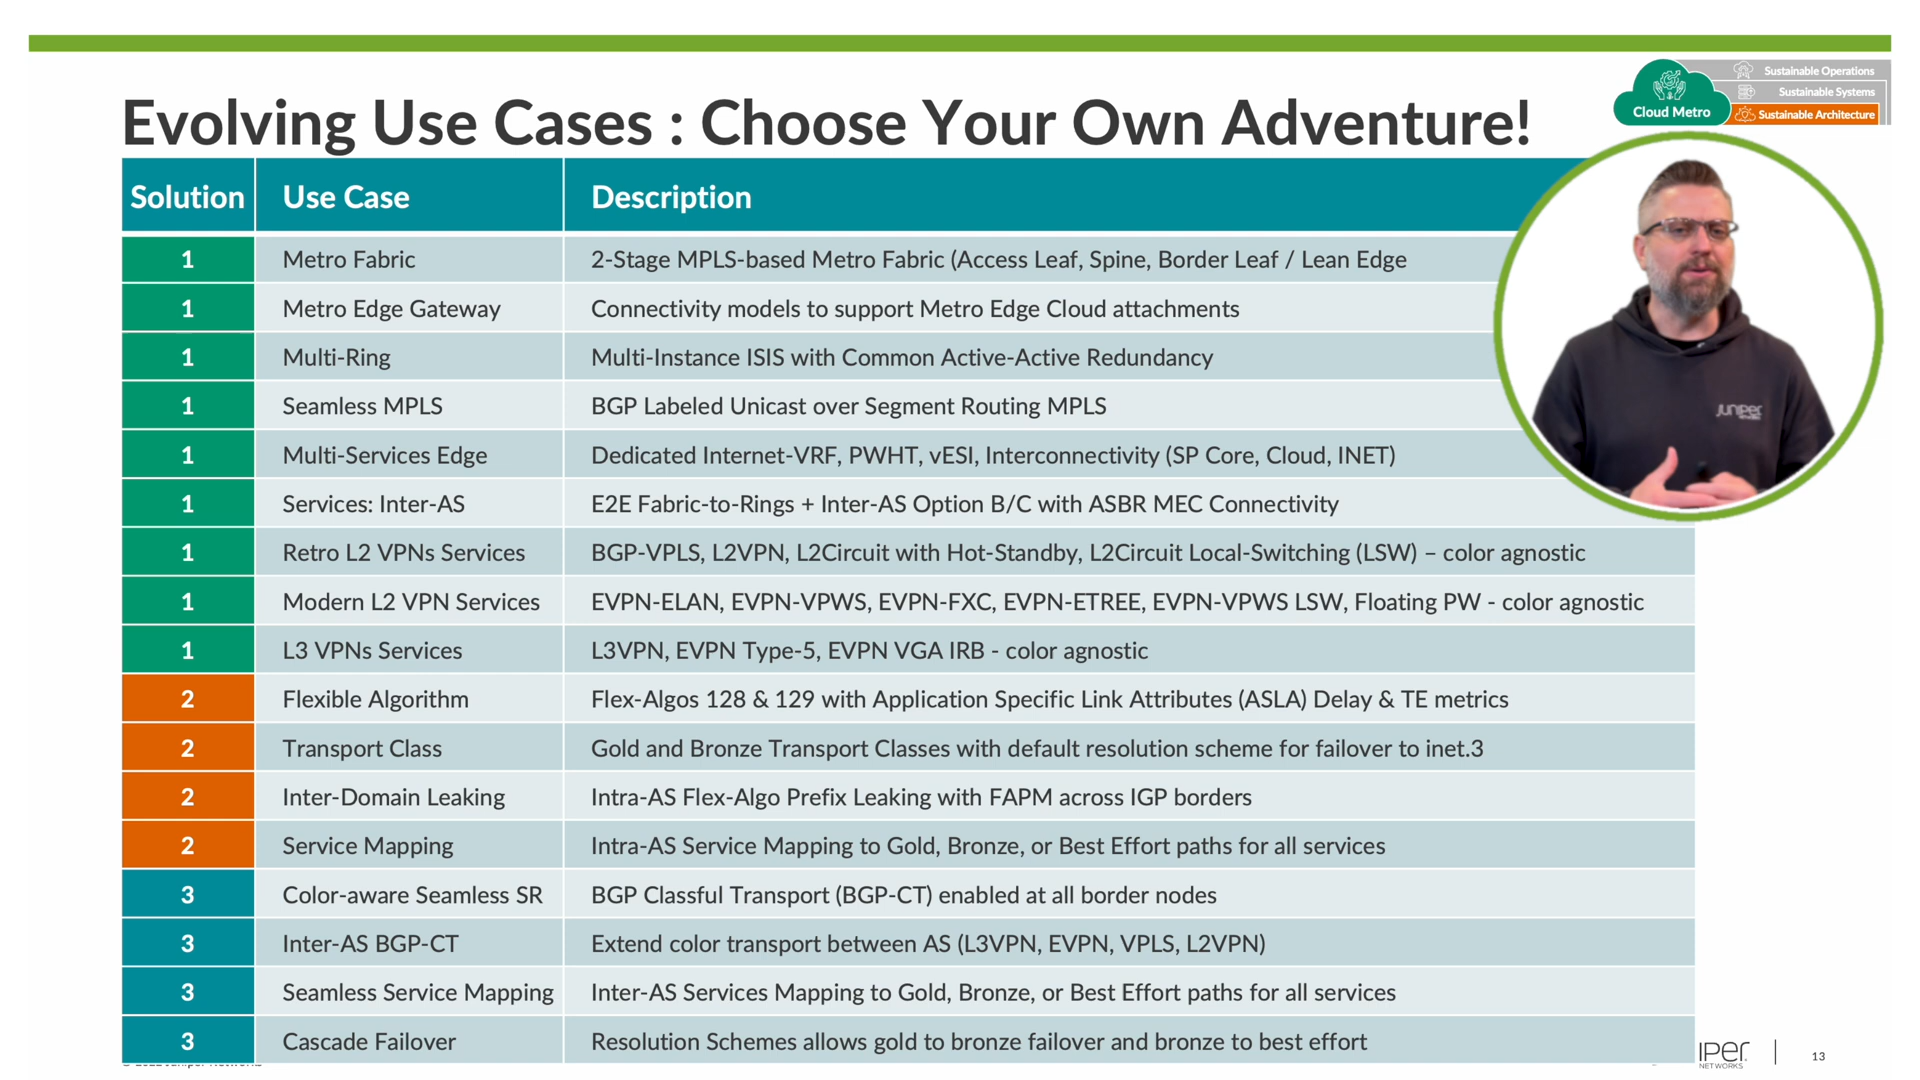 Sustainable Operations
Sustainable Systems
Cloud Metro
Sustainable Architecture
Evolving Use Cases : Choose Your Own Adventure!
Solution Use Case Description
1 Metro Fabric 2-Stage MPLS-based Metro Fabric (Access Leaf, Spine, Border Leaf / Lean Edge
1 Metro Edge Gateway Connectivity models to support Metro Edge Cloud attachments
1 Multi-Ring Multi-Instance ISIS with Common Active-Active Redundancy
1 Seamless MPLS BGP Labeled Unicast over Segment Routing MPLS
1 Multi-Services Edge Dedicated Internet-VRF, PWHT, vESI, Interconnectivity (SP Core, Cloud, INET)
1 Services: Inter-AS E2E Fabric-to-Rings + Inter-AS Option B/C with ASBR MEC Connectivity
1 Retro L2 VPNs Services BGP-VPLS, L2VPN, L2Circuit with Hot-Standby, L2Circuit Local-Switching (LSW) – color agnostic
1 Modern L2 VPN Services EVPN-ELAN, EVPN-VPWS, EVPN-FXC, EVPN-ETREE, EVPN-VPWS LSW, Floating PW - color agnostic
1 L3 VPNs Services L3VPN, EVPN Type-5, EVPN VGA IRB - color agnostic
2 Flexible Algorithm Flex-Algos 128 & 129 with Application Specific Link Attributes (ASLA) Delay & TE metrics
2 Transport Class Gold and Bronze Transport Classes with default resolution scheme for failover to inet.3
2 Inter-Domain Leaking Intra-AS Flex-Algo Prefix Leaking with FAPM across IGP borders
2 Service Mapping Intra-AS Service Mapping to Gold, Bronze, or Best Effort paths for all services
3 Color-aware Seamless SR BGP Classful Transport (BGP-CT) enabled at all border nodes
3 Inter-AS BGP-CT Extend color transport between AS (L3VPN, EVPN, VPLS, L2VPN)
3 Seamless Service Mapping Inter-AS Services Mapping to Gold, Bronze, or Best Effort paths for all services
3 Cascade Failover Resolution Schemes allows gold to bronze failover and bronze to best effort
JUNIPER
NETWORKS
13